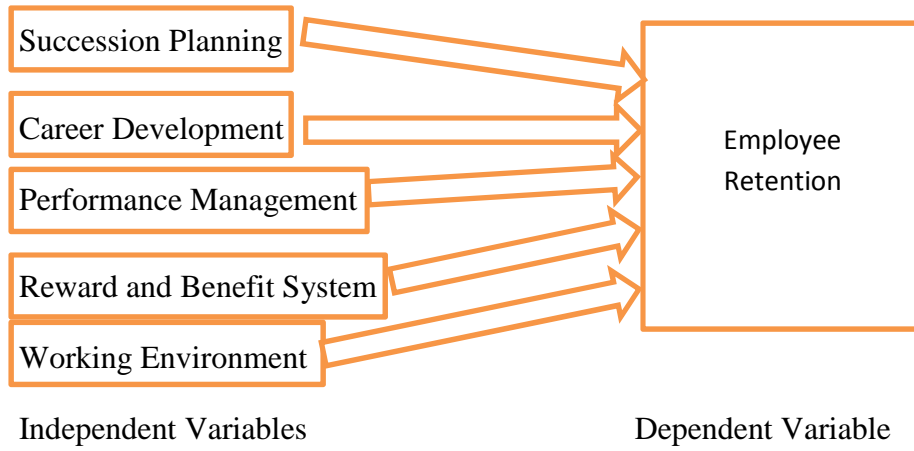 Succession Planning
Career Development
Performance Management
Reward and Benefit System
Working Environment
Employee
Retention
Independent Variables
Dependent Variable